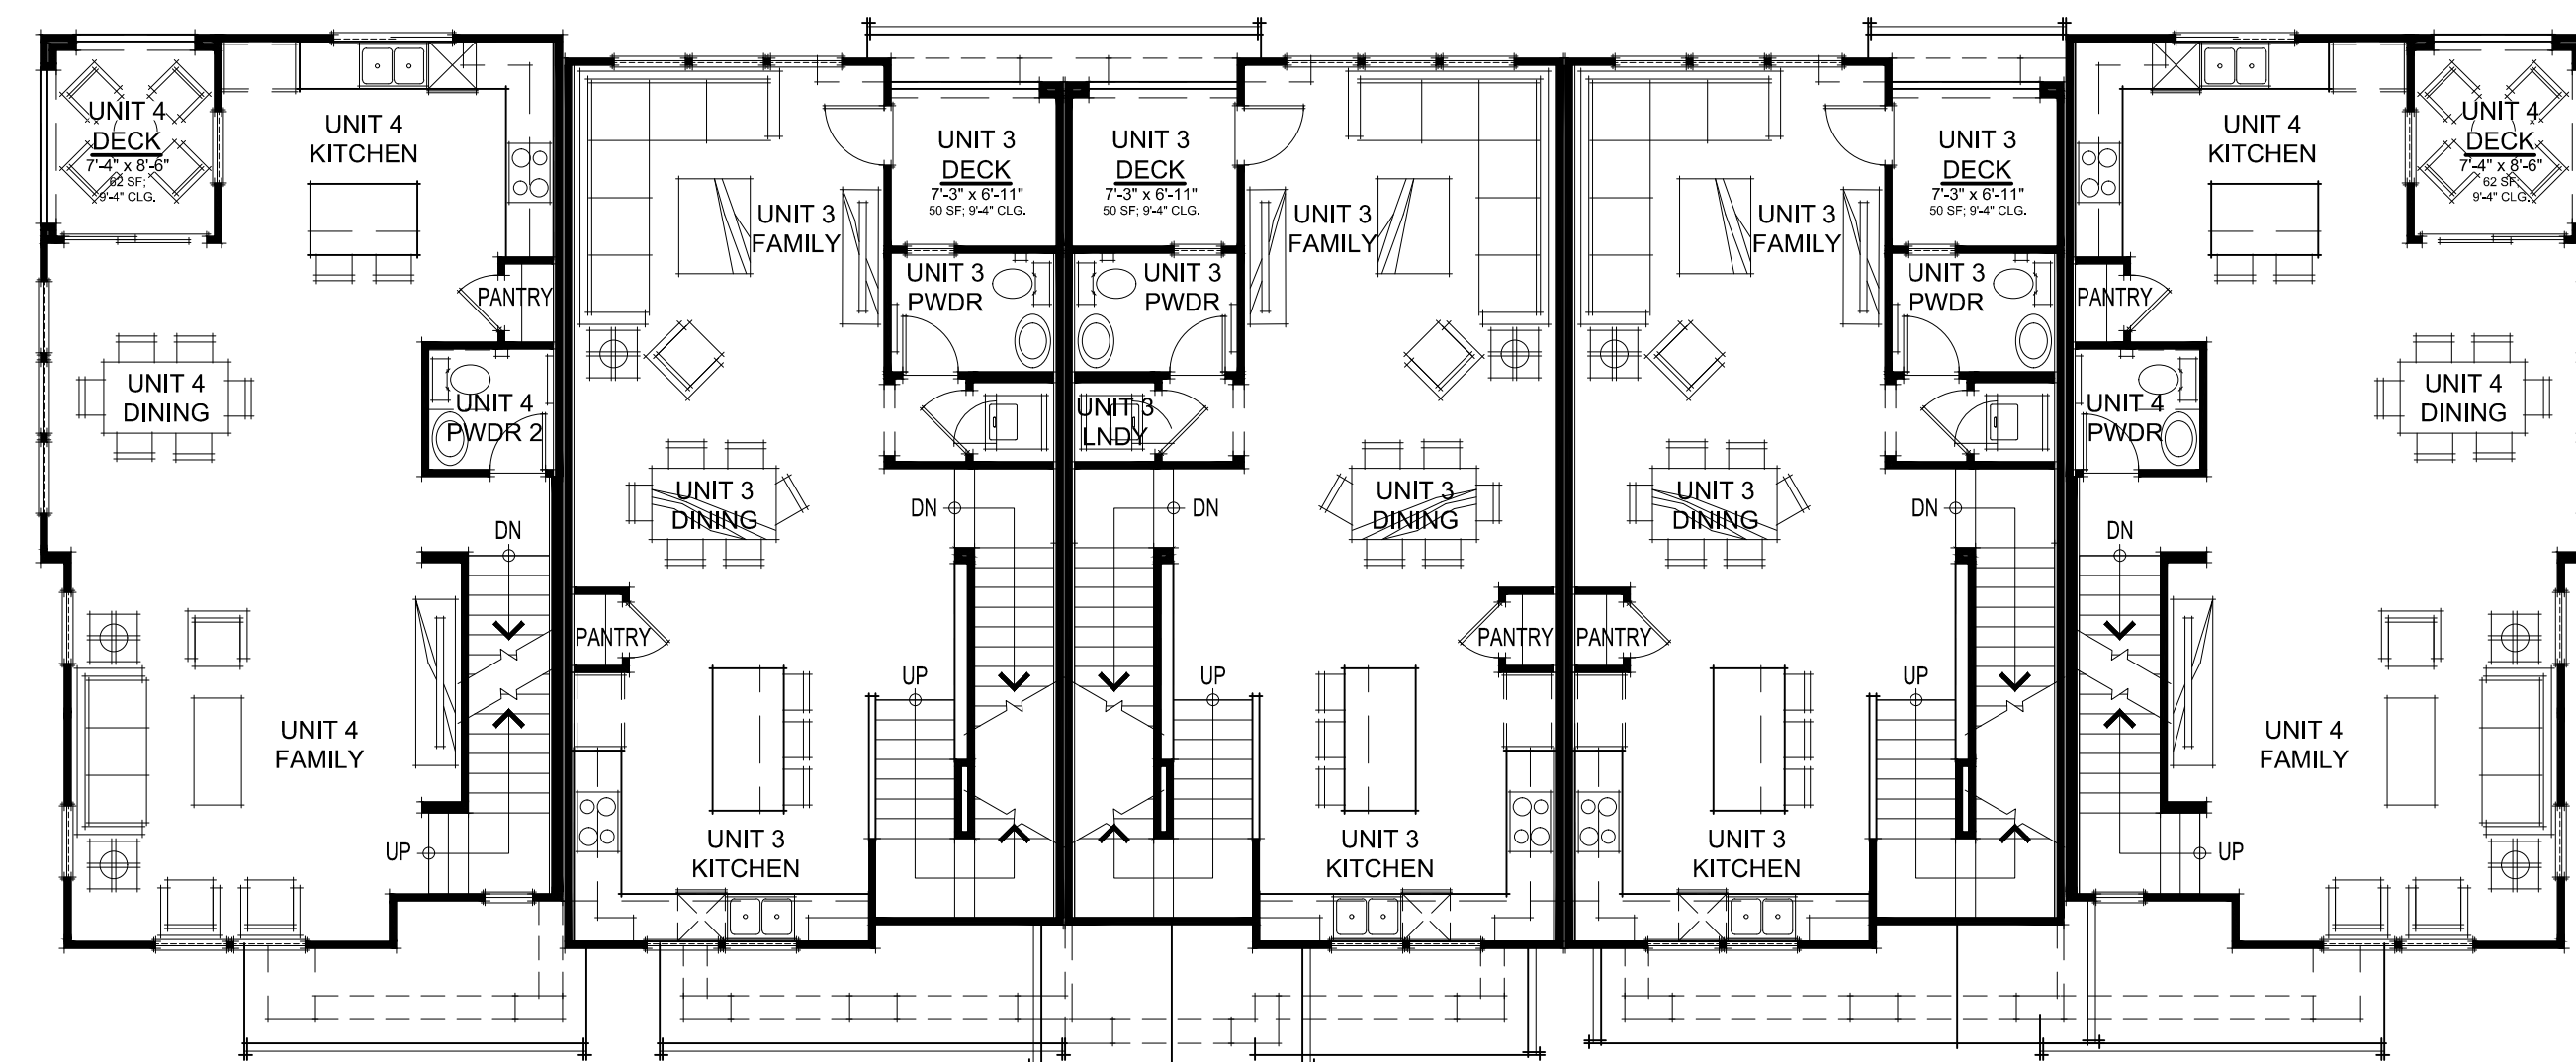 UNIT 4
DECK
7'-4" x 8'-6"
62 SF;
9'-4" CLG.
UNIT 4
KITCHEN
PANTRY
UNIT 4
DINING
UNIT 4
PWDR 2
DN
UNIT 4
FAMILY
UP
UNIT 3
FAMILY
UNIT 3
DECK
7'-3" x 6'-11"
50 SF; 9'-4" CLG.
UNIT 3
PWDR
UNIT 3
DINING
DN
PANTRY
UP
UNIT 3
KITCHEN
UNIT 3
DECK
7'-3" x 6'-11"
50 SF; 9'-4" CLG.
UNIT 3
FAMILY
UNIT 3
PWDR
UNIT 3
LNDY
UNIT 3
DINING
DN
PANTRY
UP
UNIT 3
KITCHEN
UNIT 3
FAMILY
UNIT 3
DECK
7'-3" x 6'-11"
50 SF; 9'-4" CLG.
UNIT 3
PWDR
UNIT 3
DINING
DN
PANTRY
UP
UNIT 3
KITCHEN
UNIT 4
KITCHEN
UNIT 4
DECK
7'-4" x 8'-6"
62 SF;
9'-4" CLG.
PANTRY
UNIT 4
PWDR
UNIT 4
DINING
DN
UNIT 4
FAMILY
UP